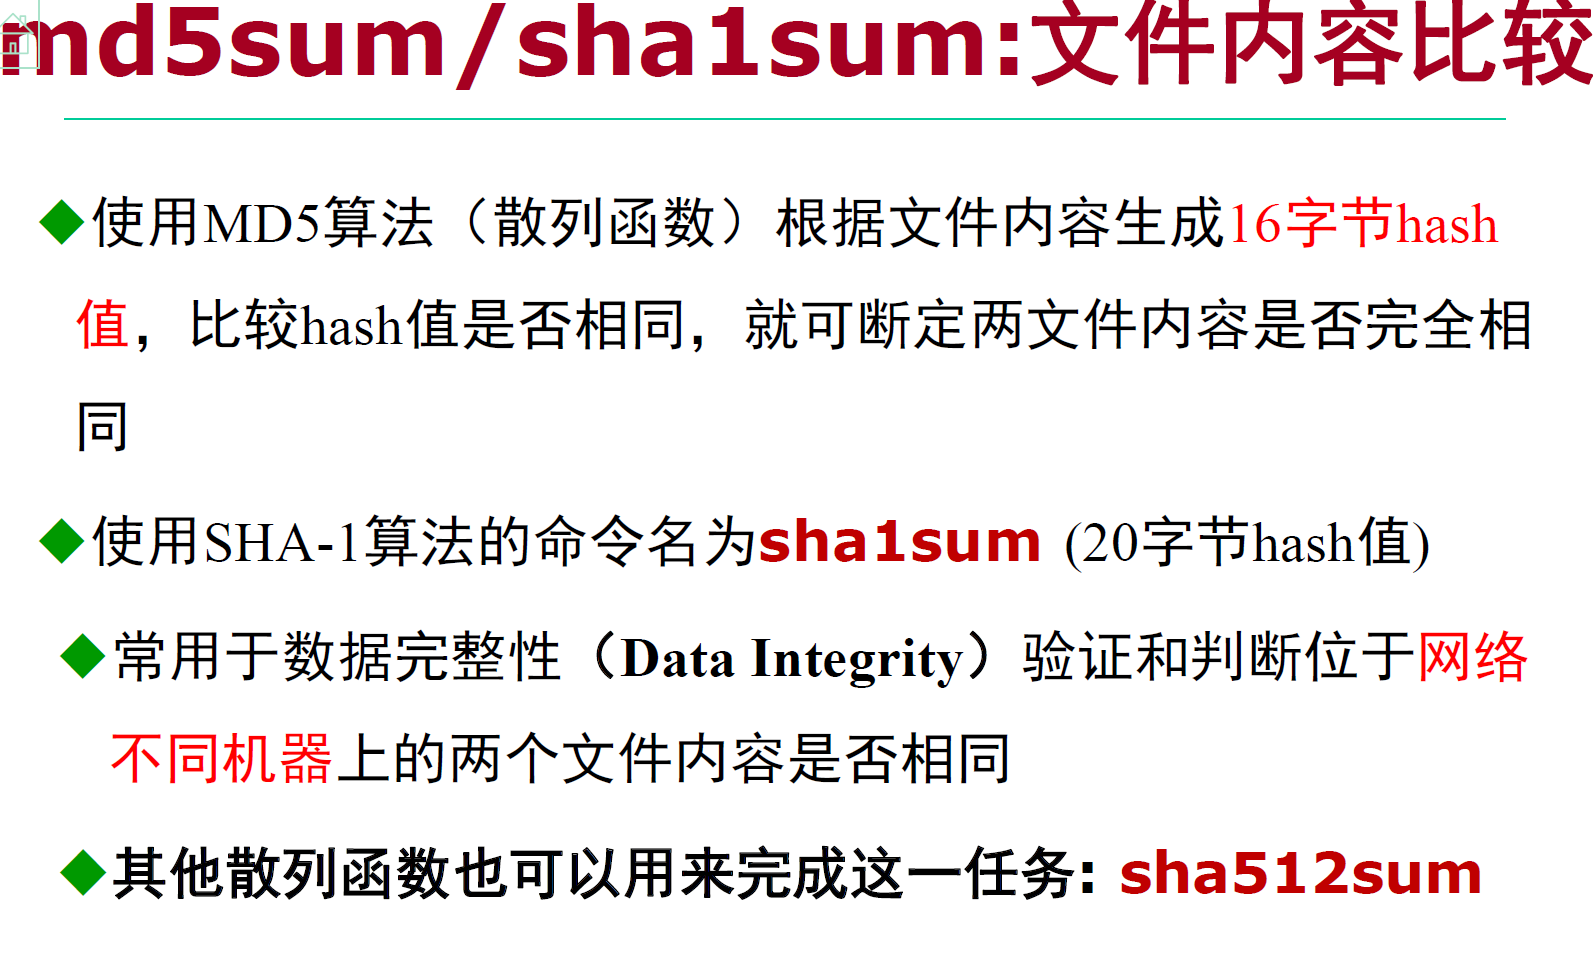 md5sum/sha1sum:文件内容比较
使用MD5算法（散列函数）根据文件内容生成16字节hash
值，比较hash值是否相同，就可断定两文件内容是否完全相
同
使用SHA-1算法的命令名为sha1sum (20字节hash值)
常用于数据完整性（Data Integrity）验证和判断位于网络
不同机器上的两个文件内容是否相同
其他散列函数也可以用来完成这一任务: sha512sum